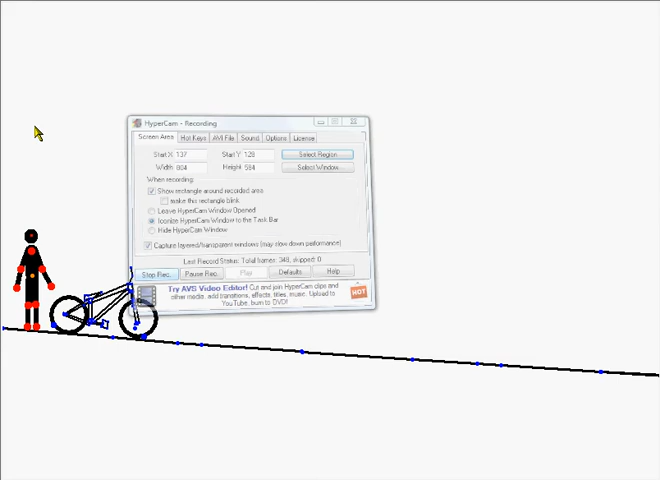 HyperCam - Recording
Screen Area Hot Keys AVI File Sound Options License
Start X 137 Start Y 128 Select Region
Width 804 Height 584 Select Window
When recording:
Show rectangle around recorded area
make this rectangle blink
Leave HyperCam Window Opened
Iconize HyperCam Window to the Task Bar
Hide HyperCam Window
Capture layered/transparent windows (may slow down performance)
Last Record Status: Total frames: 348, skipped: 0
Stop Rec. Pause Rec. Play Defaults Help
Try AVS Video Editor! Cut and join HyperCam clips and
other media, add transitions, effects, titles, music. Upload to
YouTube, burn to DVD!
HOT